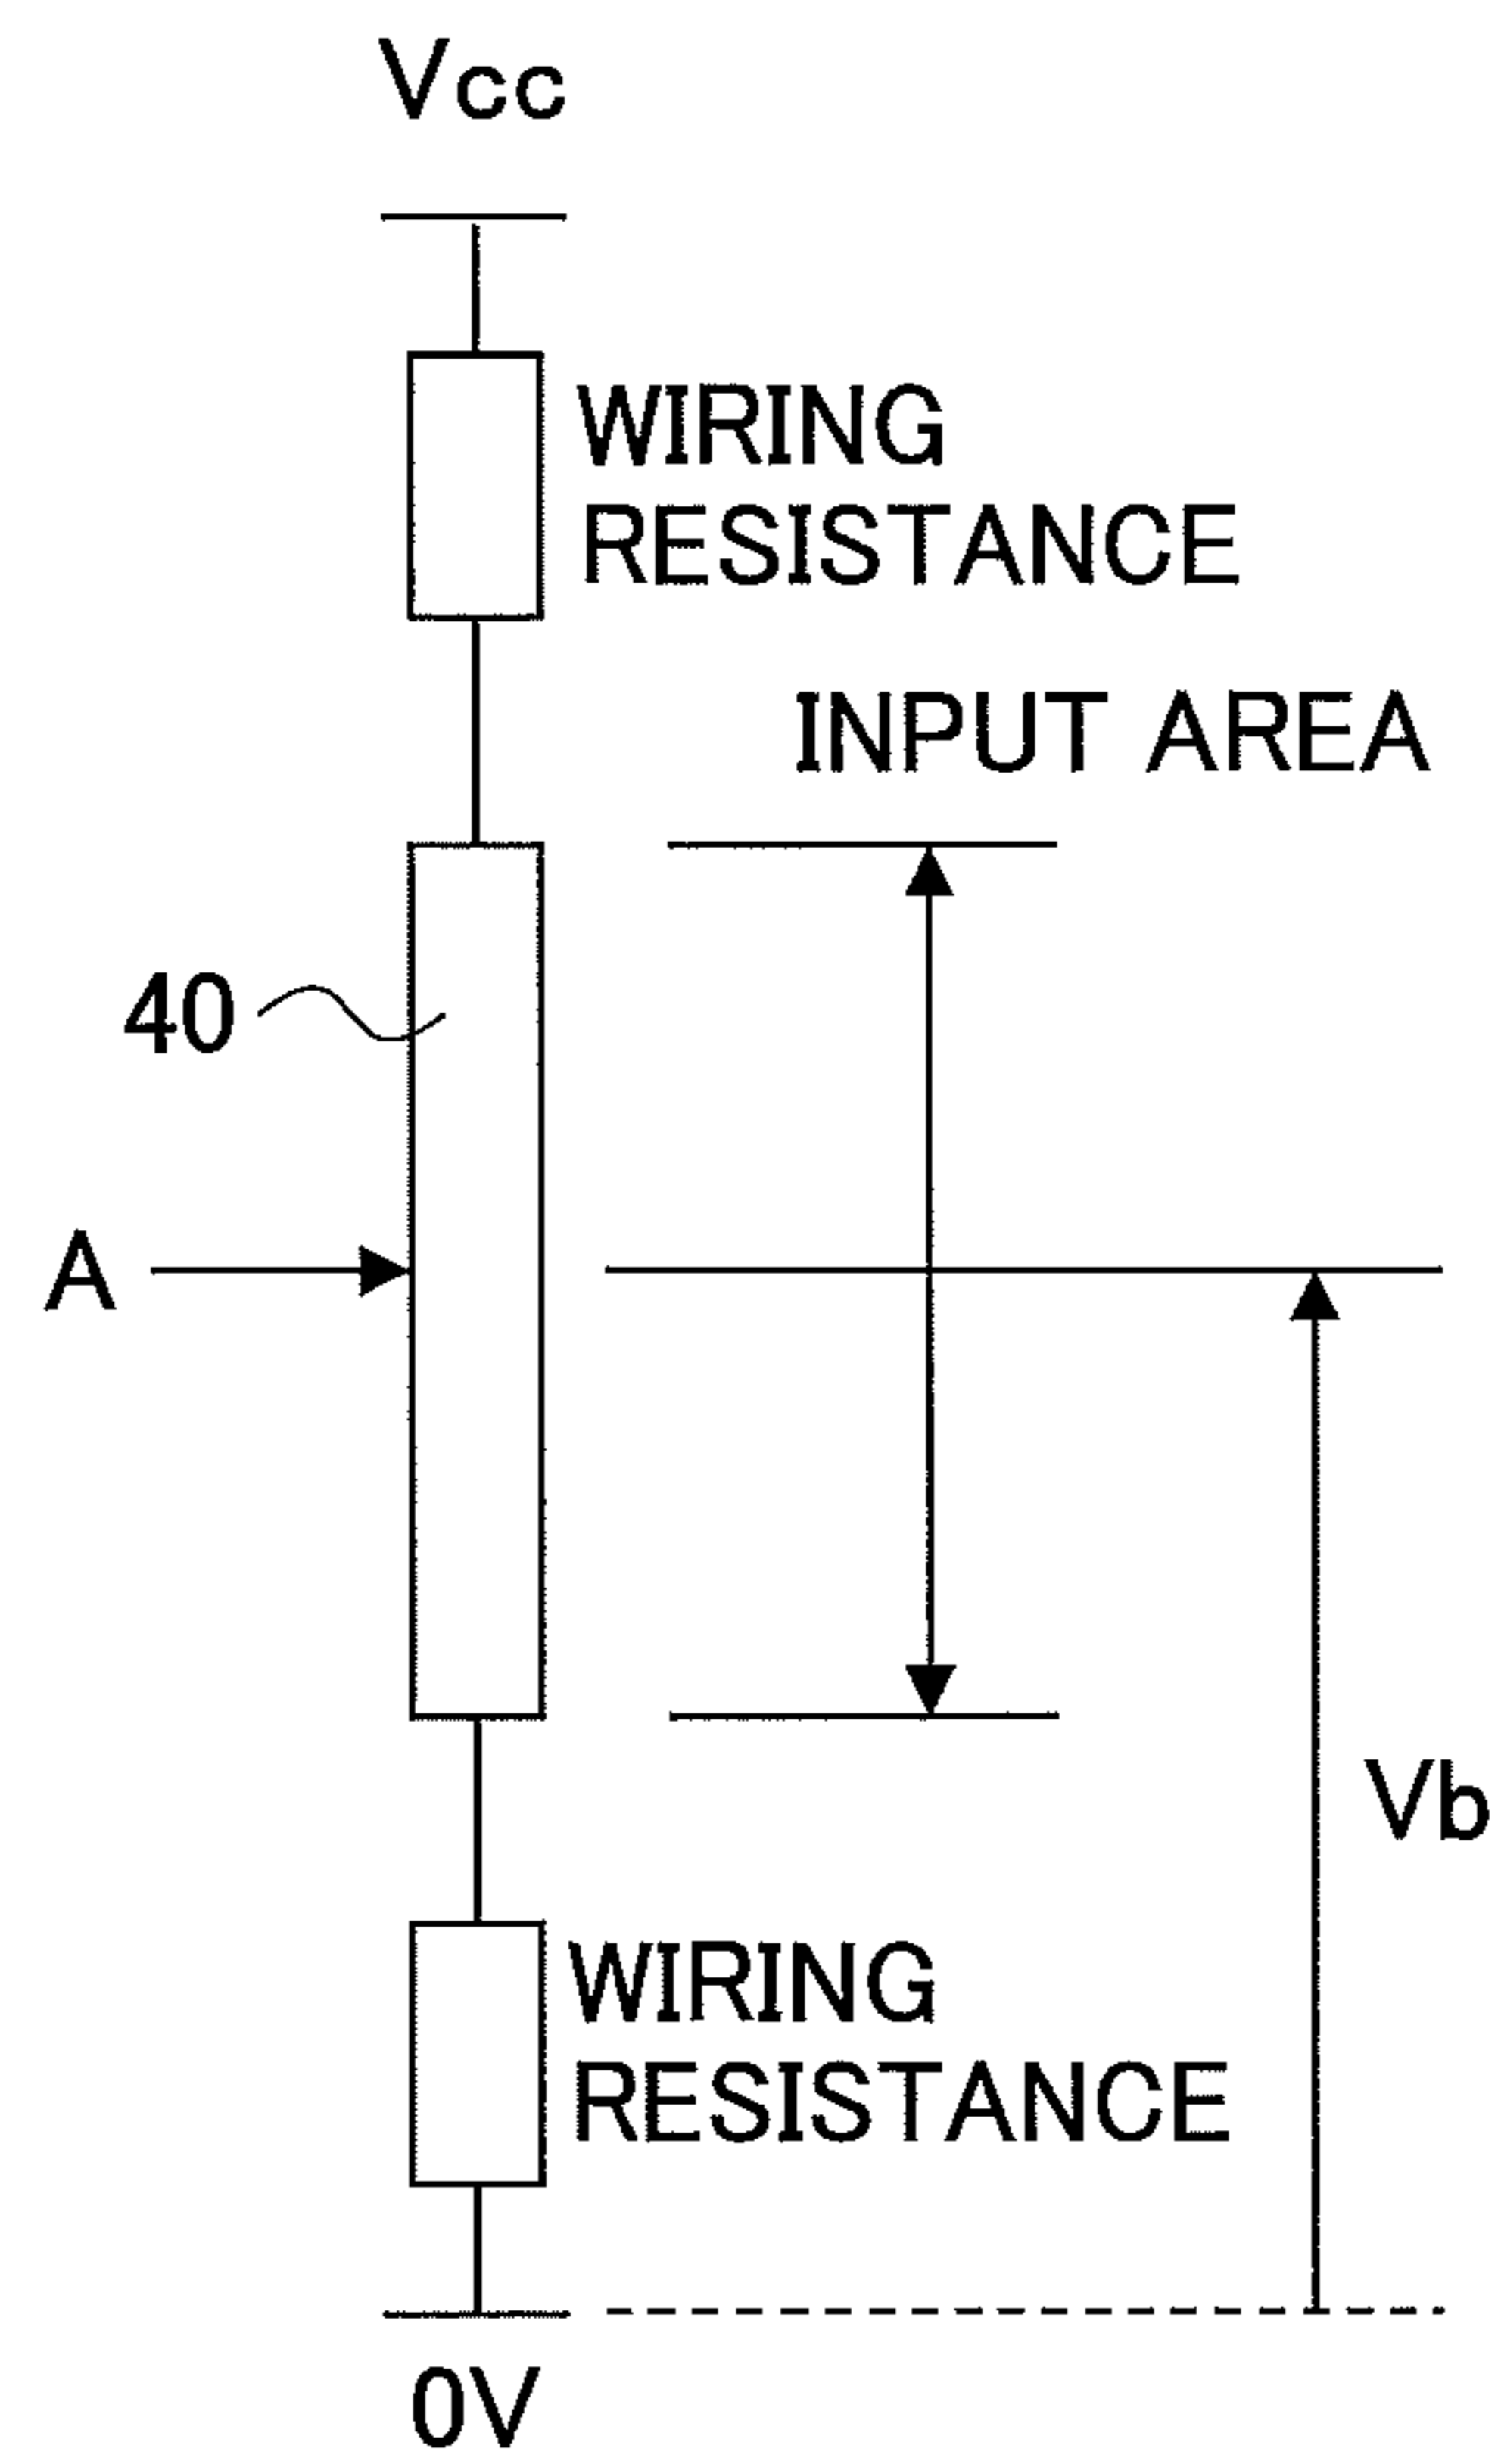 Vcc
WIRING
RESISTANCE
INPUT AREA
40
A
Vb
WIRING
RESISTANCE
0V